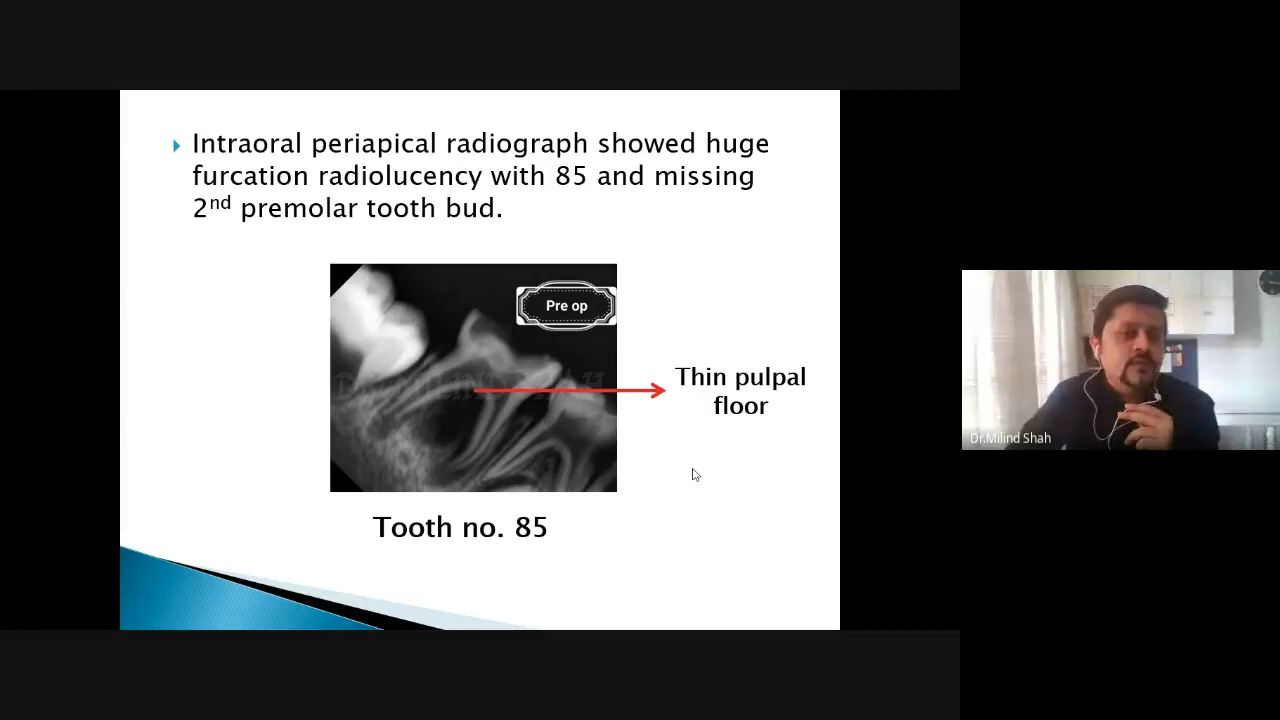 Intraoral periapical radiograph showed huge
furcation radiolucency with 85 and missing
2nd premolar tooth bud.
Pre op
Thin pulpal
floor
Tooth no. 85
Dr.Milind Shah